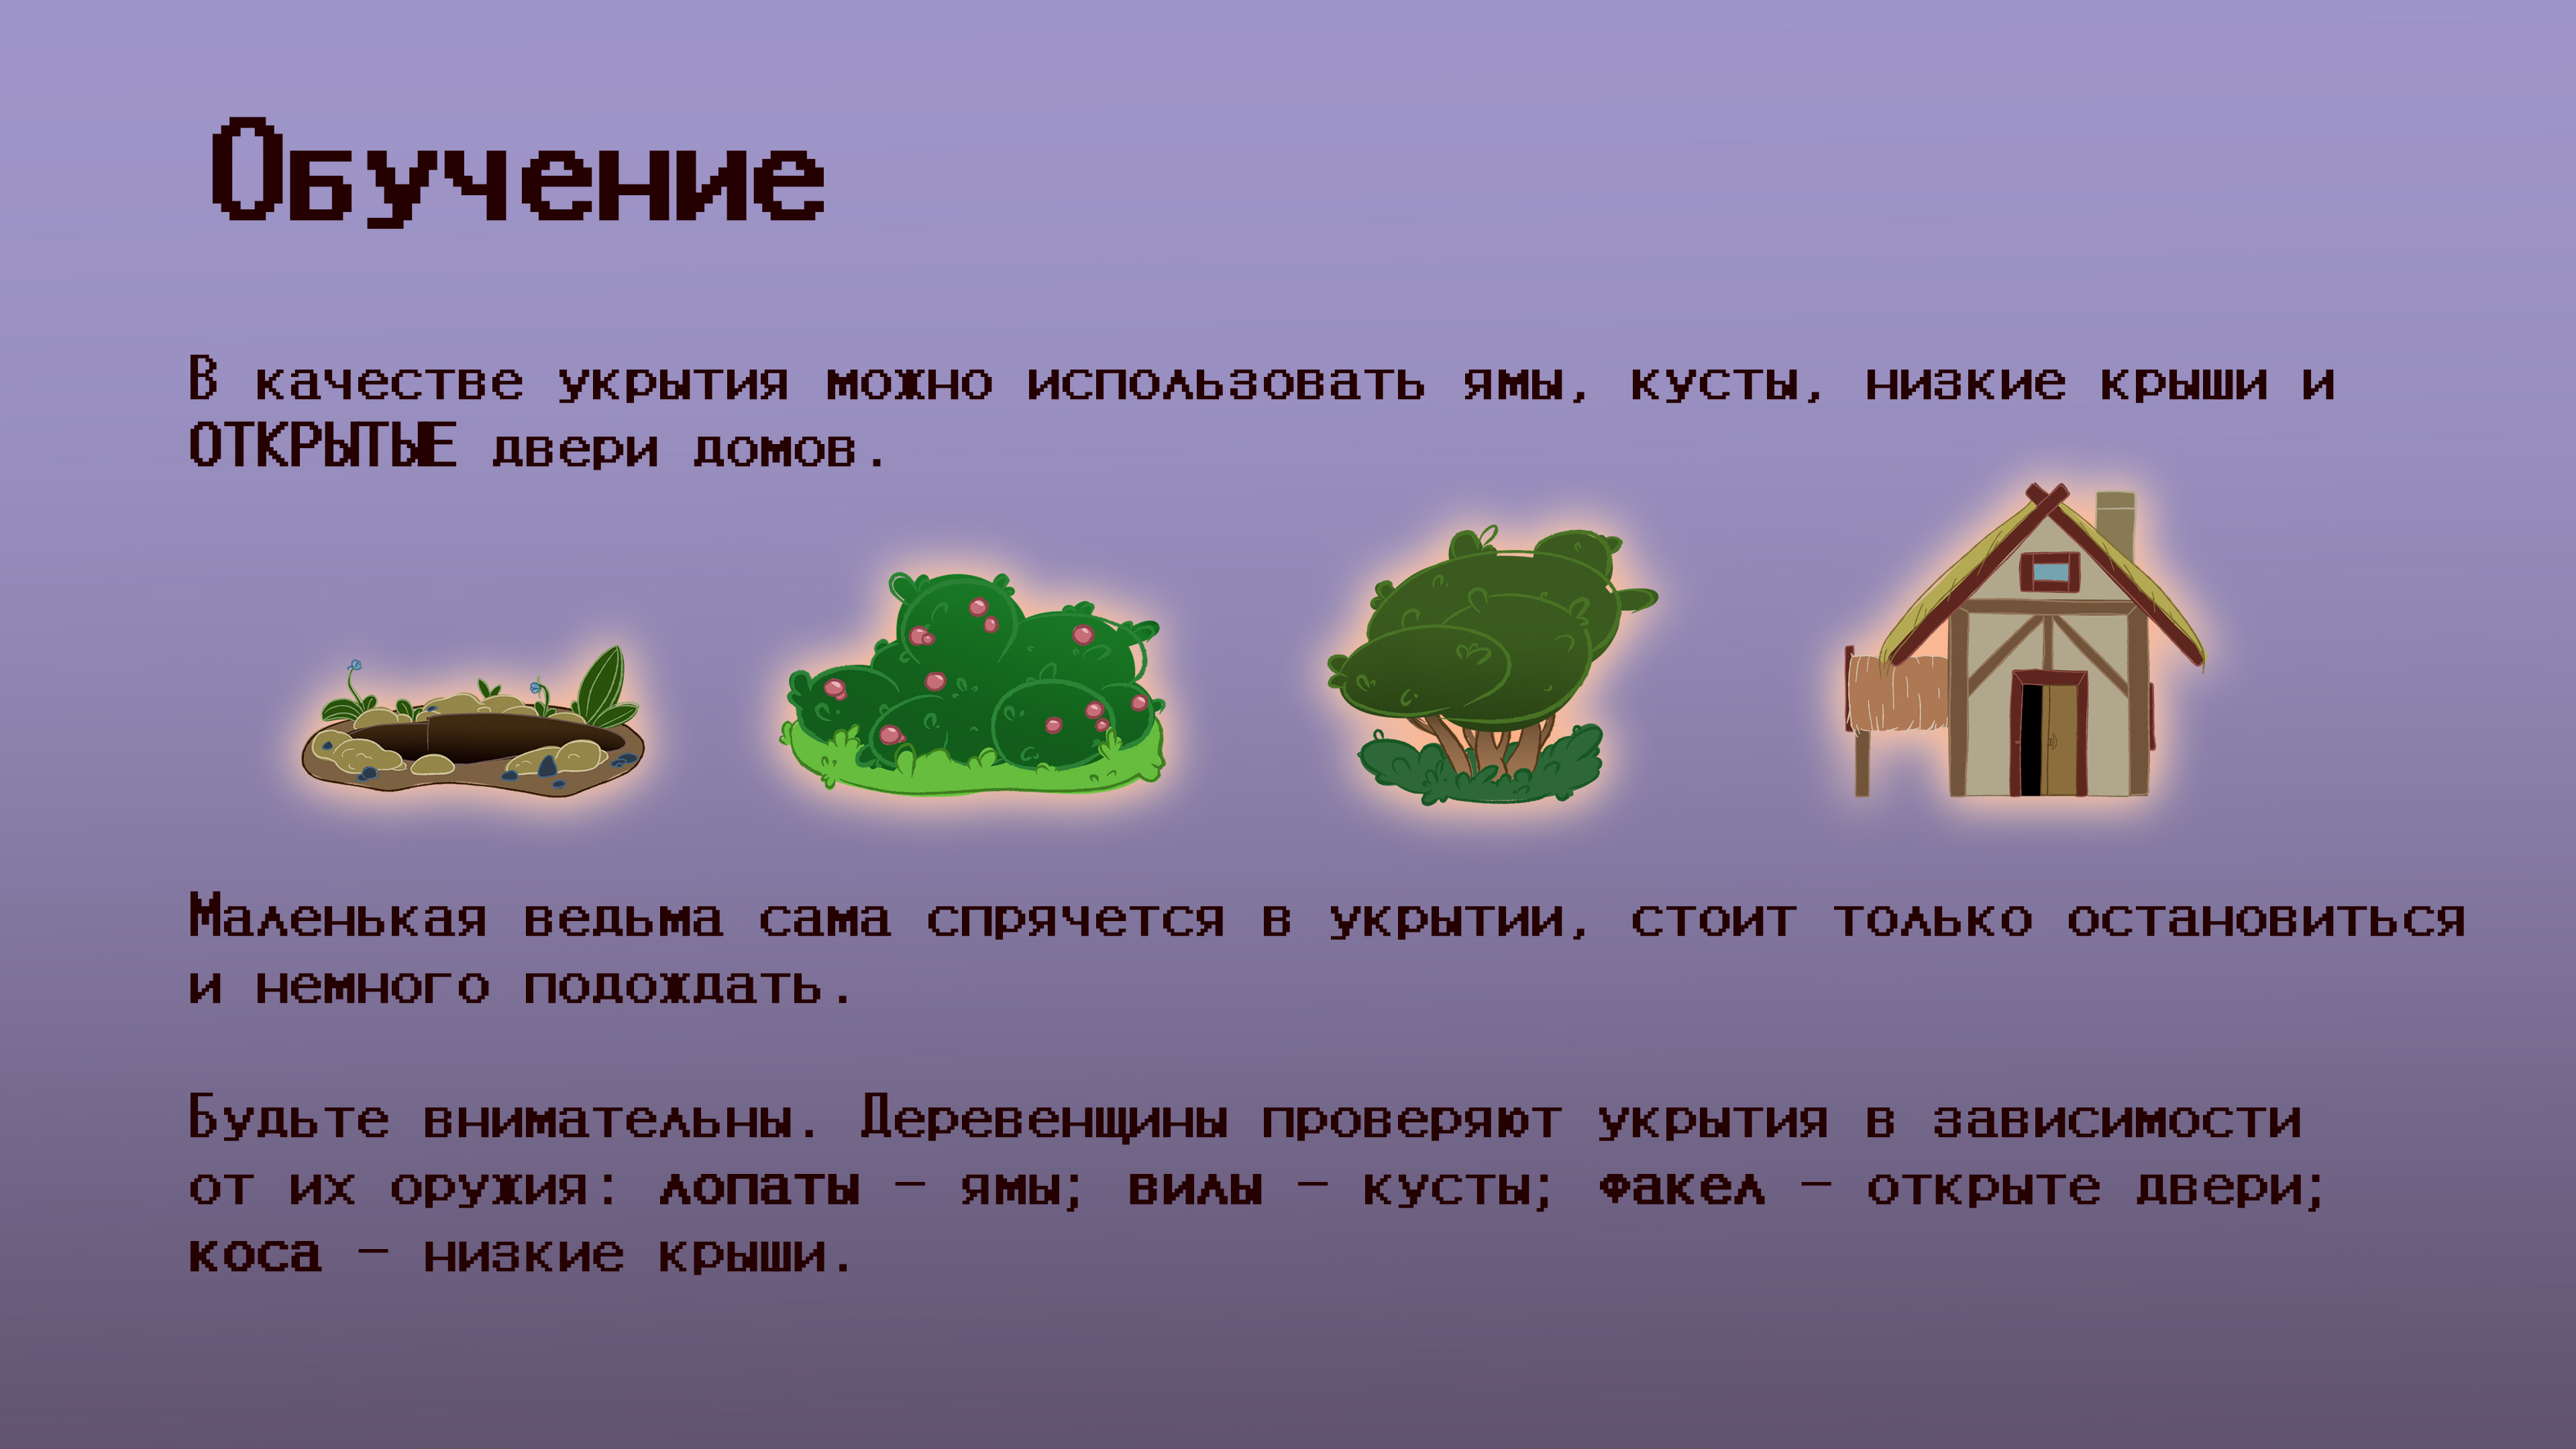 Обучение
В качестве укрытия можно использовать ямы, кусты, низкие крыши и
ОТКРЫТЫЕ двери домов.
Маленькая ведьма сама спрячется в укрытии, стоит только остановиться
и немного подождать.
Будьте внимательны. Деревенщины проверяют укрытия в зависимости
от их оружия: лопаты – ямы; вилы – кусты; факел – открыте двери;
коса – низкие крыши.